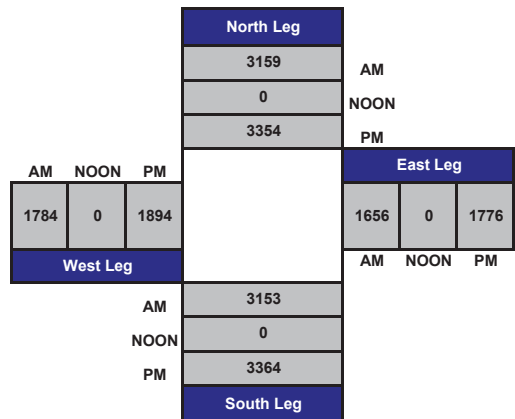 North Leg
3159 AM
0 NOON
3354 PM
AM NOON PM East Leg
1784 0 1894 1656 0 1776
West Leg AM NOON PM
AM 3153
NOON 0
PM 3364
South Leg